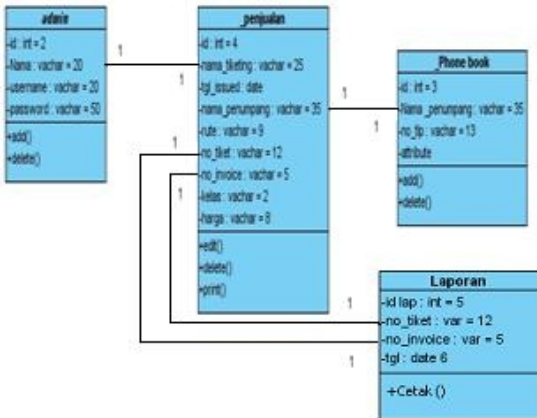 admin
-id : int = 2
-Nama : vachar = 20
-username : vachar = 20
-password : vachar = 50
+add()
+delete()
1
1
_penjualan
-id : int = 4
-nama_tiketing : vachar = 25
-tgl_issued : date
-nama_penumpang : vachar = 35
-rute : vachar = 9
-no_tiket : vachar = 12
-no_invoice : vachar = 5
-kelas : vachar = 2
-harga : vachar = 8
+edit()
+delete()
+print()
1
1
_Phone book
-id : int = 3
-Nama_penumpang : vachar = 35
-no_tlp : vachar = 13
-attribute
+add()
+delete()
1
1
1
1
Laporan
-id lap : int = 5
-no_tiket : var = 12
-no_invoice : var = 5
-tgl : date 6
+Cetak ()